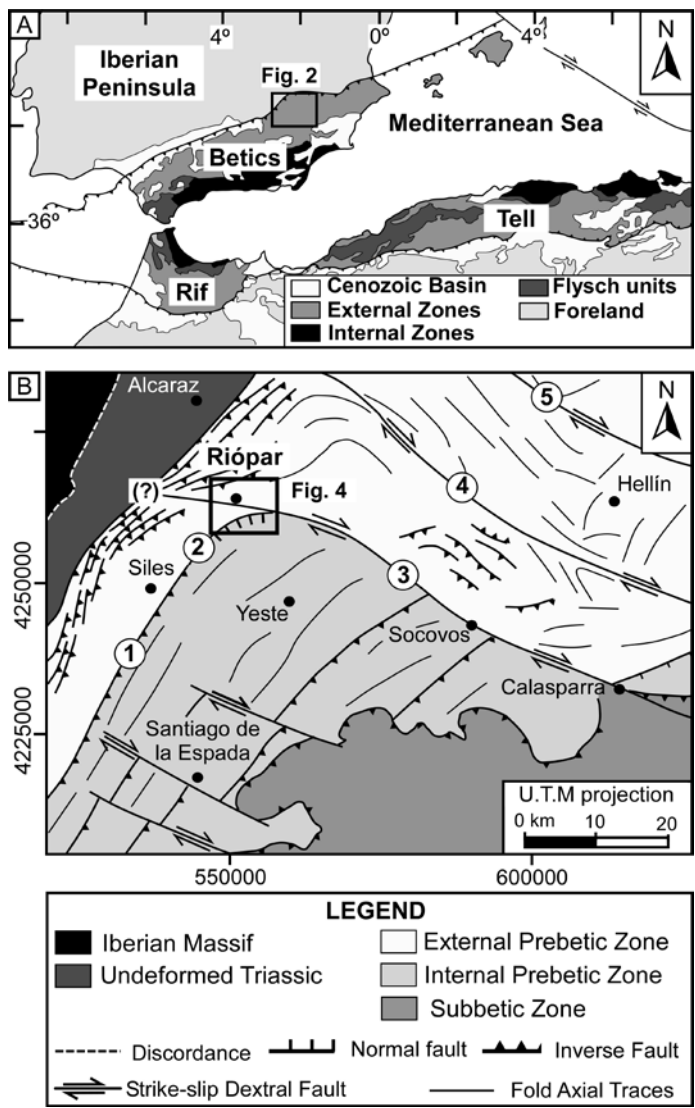 A
4º
0º
4º
N
Iberian
Peninsula
Fig. 2
Mediterranean Sea
Betics
36º
Tell
Rif
Cenozoic Basin
Flysch units
External Zones
Foreland
Internal Zones
B
Alcaraz
5
N
Riópar
Hellín
(?)
Fig. 4
4
2
Siles
3
4250000
Yeste
Socovos
1
Calasparra
4225000
Santiago de
la Espada
U.T.M projection
0 km 10 20
550000
600000
LEGEND
Iberian Massif
External Prebetic Zone
Undeformed Triassic
Internal Prebetic Zone
Subbetic Zone
Discordance
Normal fault
Inverse Fault
Strike-slip Dextral Fault
Fold Axial Traces